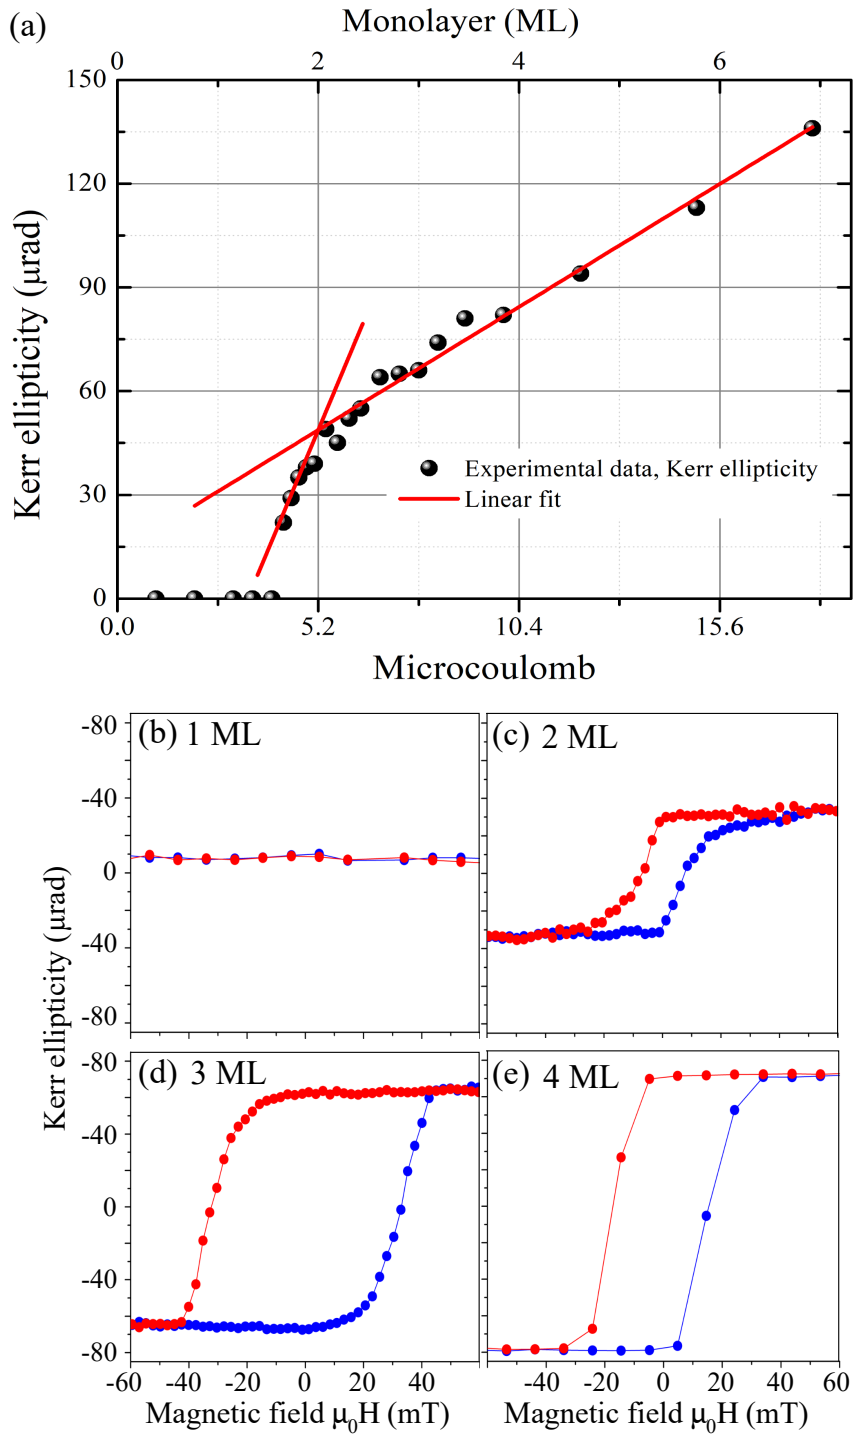 (a)
Monolayer (ML)
0 2 4 6
150
120
90
60
30
0
Kerr ellipticity (μrad)
Experimental data, Kerr ellipticity
Linear fit
0.0 5.2 10.4 15.6
Microcoulomb
(b) 1 ML
(c) 2 ML
-80
-40
0
-40
-80
Kerr ellipticity (μrad)
(d) 3 ML
(e) 4 ML
-80
-40
0
-40
-80
-60 -40 -20 0 20 40
-40 -20 0 20 40 60
Magnetic field μ0H (mT)
Magnetic field μ0H (mT)